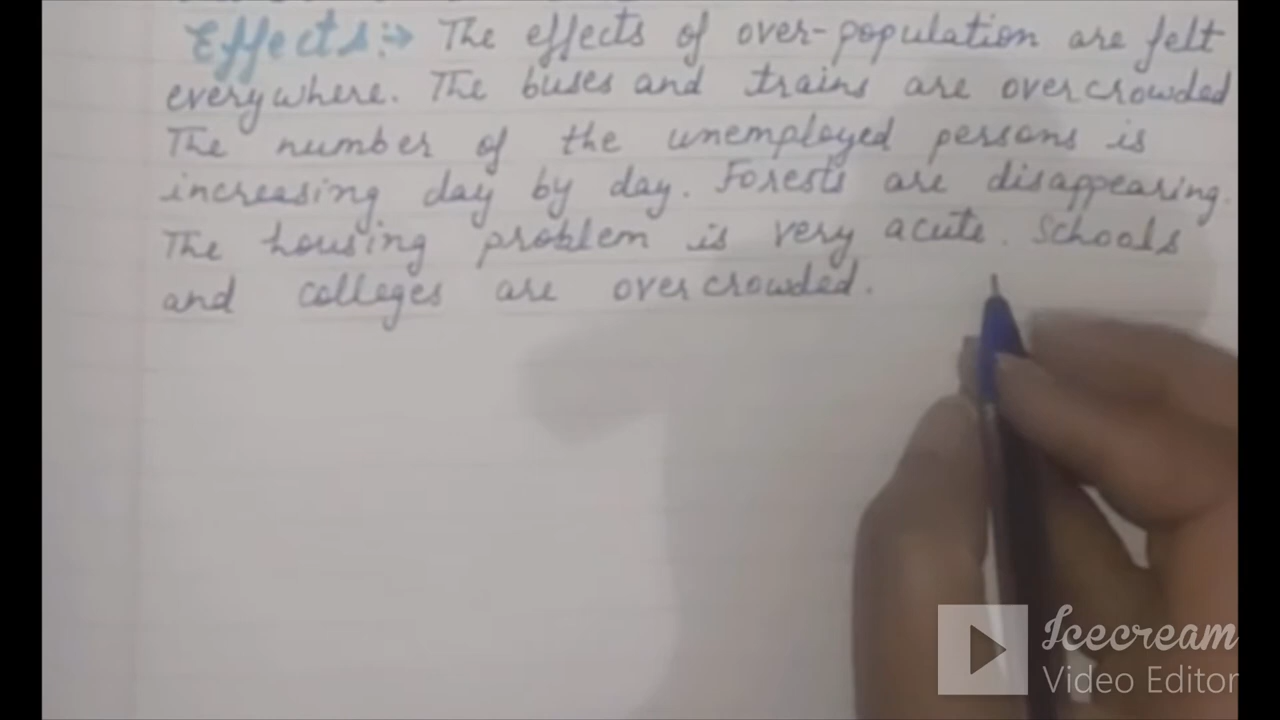 Effects:→ The effects of over-population are felt
everywhere. The buses and trains are overcrowded
The number of the unemployed persons is
increasing day by day. Forests are disappearing.
The housing problem is very acute. Schools
and colleges are overcrowded.
Icecream
Video Editor